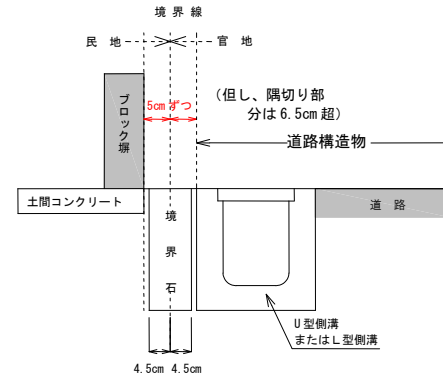 境界線
民地
官地
5cmずつ
(但し、隅切り部
分は6.5cm超)
道路構造物
ブロック塀
土間コンクリート
境界石
道路
U型側溝
またはL型側溝
4.5cm 4.5cm